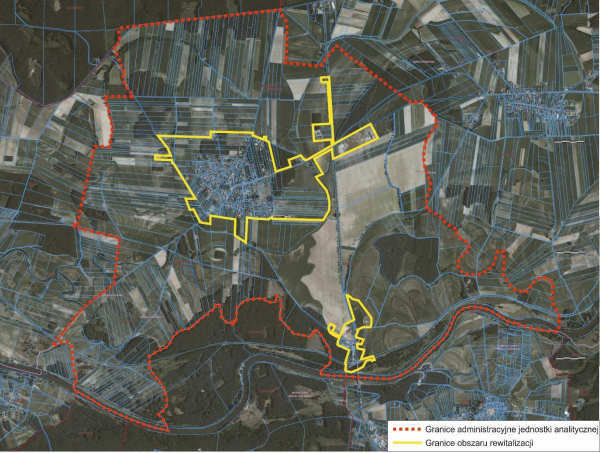 Granice administracyjne jednostki analitycznej
Granice obszaru rewitalizacji